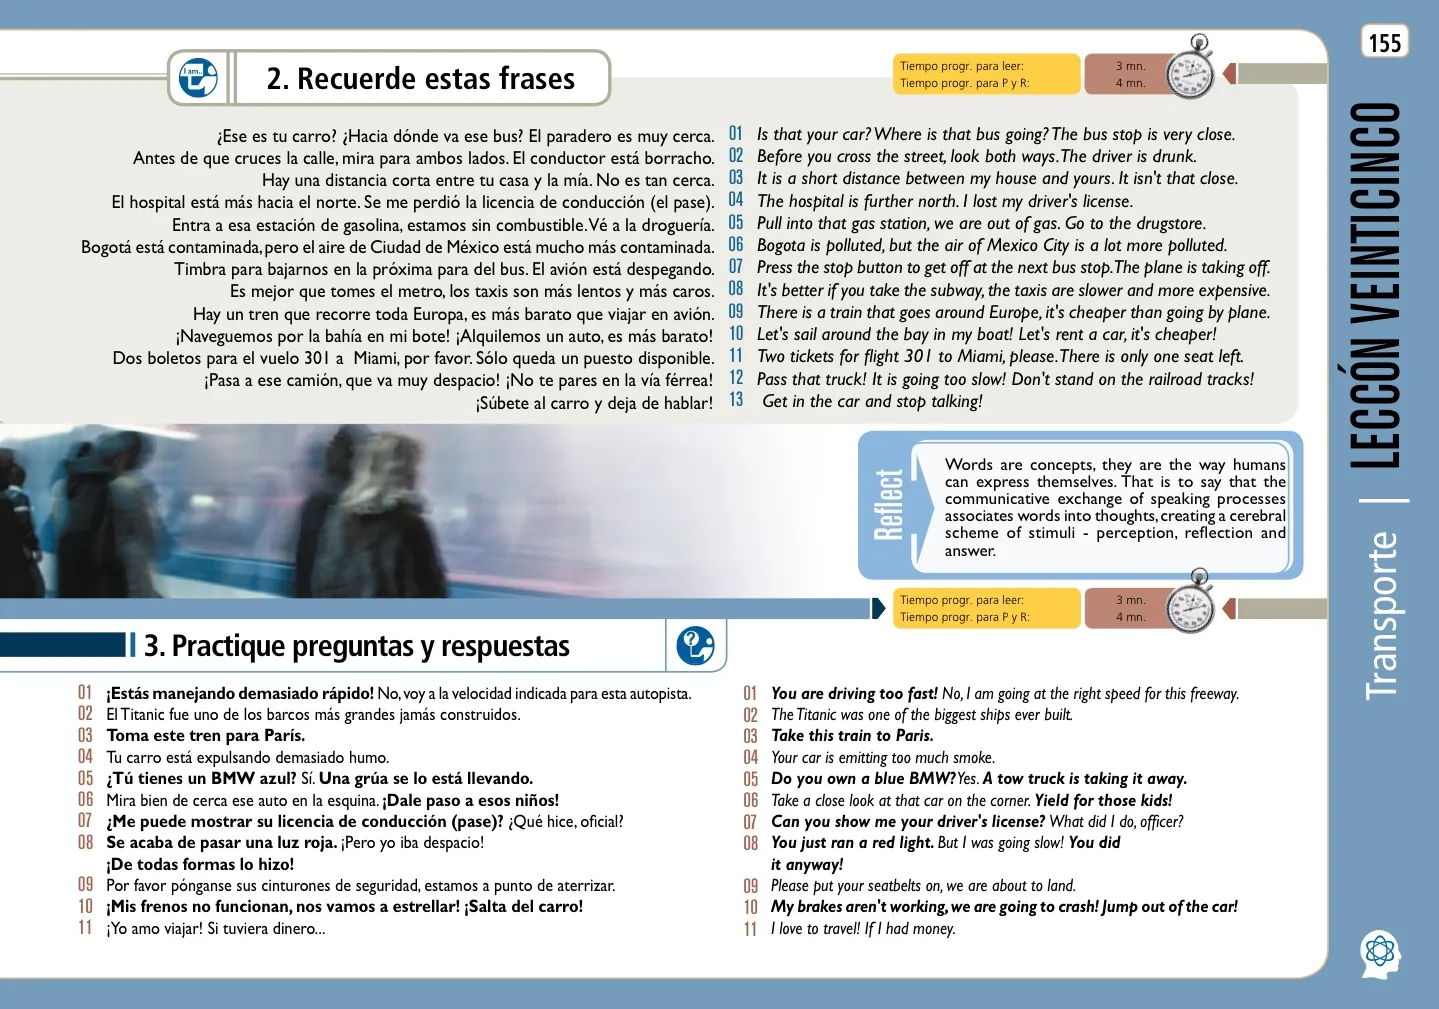 155
I am..
2. Recuerde estas frases
Tiempo progr. para leer: 3 mn.
Tiempo progr. para P y R: 4 mn.
¿Ese es tu carro? ¿Hacia dónde va ese bus? El paradero es muy cerca. 01 Is that your car? Where is that bus going? The bus stop is very close.
Antes de que cruces la calle, mira para ambos lados. El conductor está borracho. 02 Before you cross the street, look both ways. The driver is drunk.
Hay una distancia corta entre tu casa y la mía. No es tan cerca. 03 It is a short distance between my house and yours. It isn't that close.
El hospital está más hacia el norte. Se me perdió la licencia de conducción (el pase). 04 The hospital is further north. I lost my driver's license.
Entra a esa estación de gasolina, estamos sin combustible. Vé a la droguería. 05 Pull into that gas station, we are out of gas. Go to the drugstore.
Bogotá está contaminada, pero el aire de Ciudad de México está mucho más contaminada. 06 Bogota is polluted, but the air of Mexico City is a lot more polluted.
Timbra para bajarnos en la próxima para del bus. El avión está despegando. 07 Press the stop button to get off at the next bus stop. The plane is taking off.
Es mejor que tomes el metro, los taxis son más lentos y más caros. 08 It's better if you take the subway, the taxis are slower and more expensive.
Hay un tren que recorre toda Europa, es más barato que viajar en avión. 09 There is a train that goes around Europe, it's cheaper than going by plane.
¡Naveguemos por la bahía en mi bote! ¡Alquilemos un auto, es más barato! 10 Let's sail around the bay in my boat! Let's rent a car, it's cheaper!
Dos boletos para el vuelo 301 a Miami, por favor. Sólo queda un puesto disponible. 11 Two tickets for flight 301 to Miami, please. There is only one seat left.
¡Pasa a ese camión, que va muy despacio! ¡No te pares en la vía férrea! 12 Pass that truck! It is going too slow! Don't stand on the railroad tracks!
¡Súbete al carro y deja de hablar! 13 Get in the car and stop talking!
Reflect
Words are concepts, they are the way humans
can express themselves. That is to say that the
communicative exchange of speaking processes
associates words into thoughts, creating a cerebral
scheme of stimuli - perception, reflection and
answer.
Tiempo progr. para leer: 3 mn.
Tiempo progr. para P y R: 4 mn.
3. Practique preguntas y respuestas
?
01 ¡Estás manejando demasiado rápido! No, voy a la velocidad indicada para esta autopista.
02 El Titanic fue uno de los barcos más grandes jamás construidos.
03 Toma este tren para París.
04 Tu carro está expulsando demasiado humo.
05 ¿Tú tienes un BMW azul? Sí. Una grúa se lo está llevando.
06 Mira bien de cerca ese auto en la esquina. ¡Dale paso a esos niños!
07 ¿Me puede mostrar su licencia de conducción (pase)? ¿Qué hice, oficial?
08 Se acaba de pasar una luz roja. ¡Pero yo iba despacio!
¡De todas formas lo hizo!
09 Por favor pónganse sus cinturones de seguridad, estamos a punto de aterrizar.
10 ¡Mis frenos no funcionan, nos vamos a estrellar! ¡Salta del carro!
11 ¡Yo amo viajar! Si tuviera dinero...
01 You are driving too fast! No, I am going at the right speed for this freeway.
02 The Titanic was one of the biggest ships ever built.
03 Take this train to Paris.
04 Your car is emitting too much smoke.
05 Do you own a blue BMW? Yes. A tow truck is taking it away.
06 Take a close look at that car on the corner. Yield for those kids!
07 Can you show me your driver's license? What did I do, officer?
08 You just ran a red light. But I was going slow! You did
it anyway!
09 Please put your seatbelts on, we are about to land.
10 My brakes aren't working, we are going to crash! Jump out of the car!
11 I love to travel! If I had money.
Transporte | LECCÓN VEINTICINCO